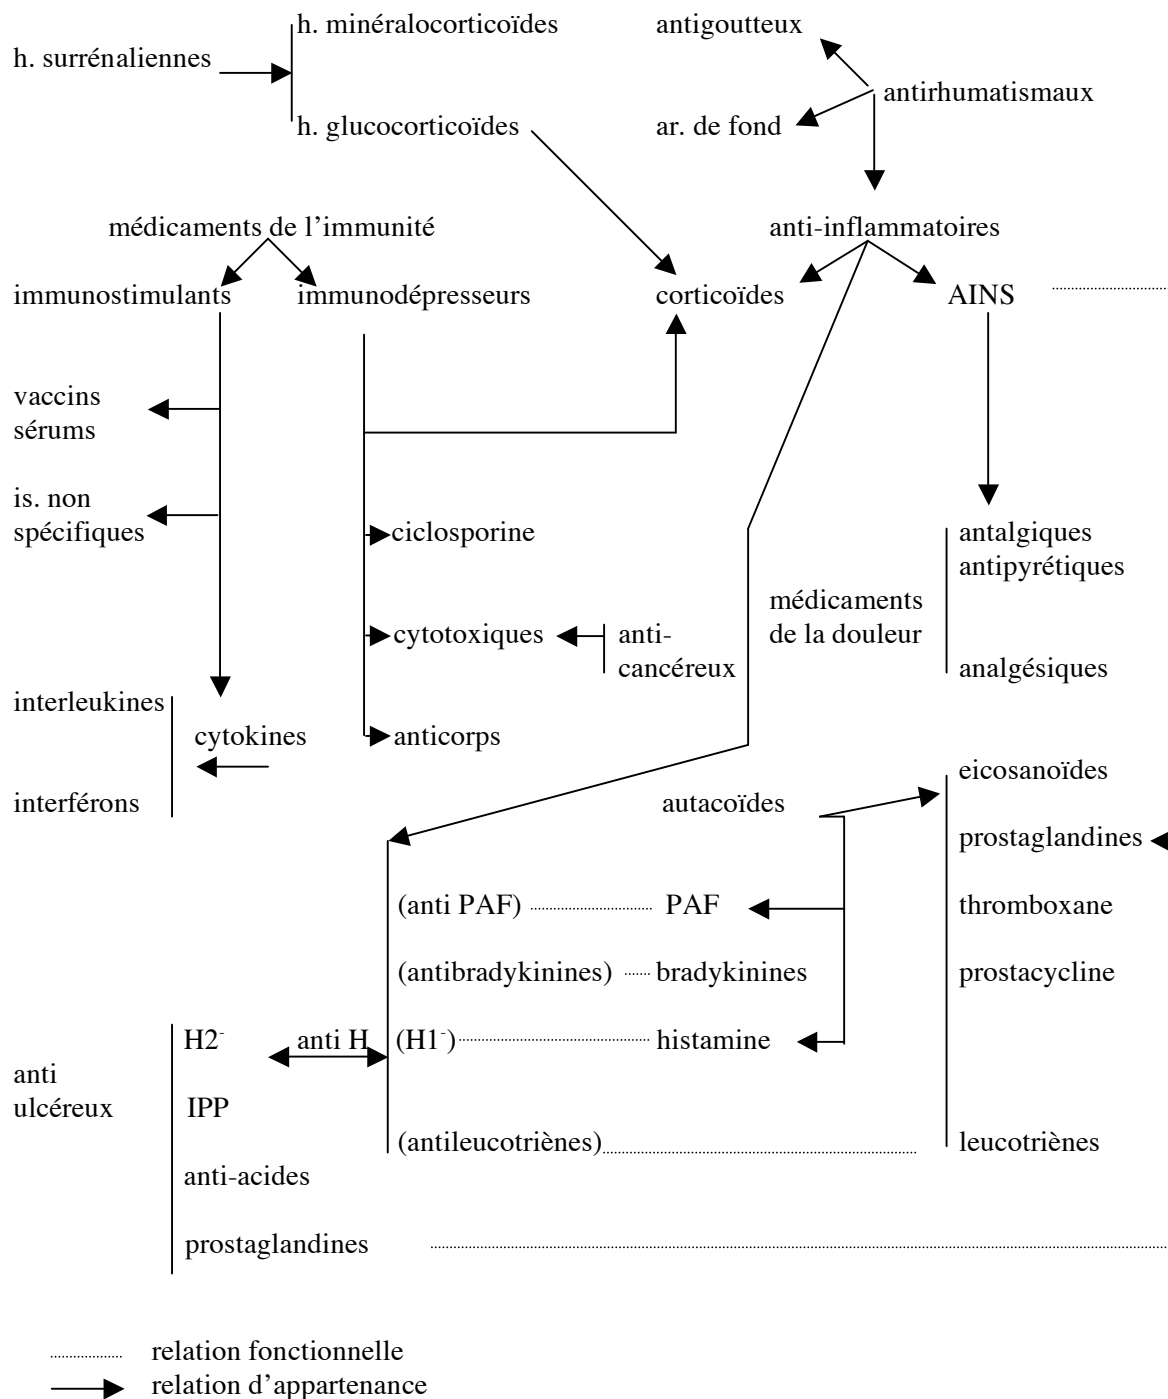 h. minéralocorticoïdes
antigoutteux
h. surrénaliennes
antirhumatismaux
h. glucocorticoïdes
ar. de fond
médicaments de l’immunité
anti-inflammatoires
immunostimulants
immunodépresseurs
corticoïdes
AINS
vaccins
sérums
is. non
spécifiques
ciclosporine
antalgiques
antipyrétiques
médicaments
de la douleur
cytotoxiques
anti-
cancéreux
analgésiques
interleukines
cytokines
anticorps
interférons
autacoïdes
eicosanoïdes
prostaglandines
(anti PAF)
PAF
thromboxane
(antibradykinines)
bradykinines
prostacycline
H2-
anti H
(H1-)
histamine
anti
ulcéreux
IPP
(antileucotriènes)
leucotriènes
anti-acides
prostaglandines
relation fonctionnelle
relation d’appartenance